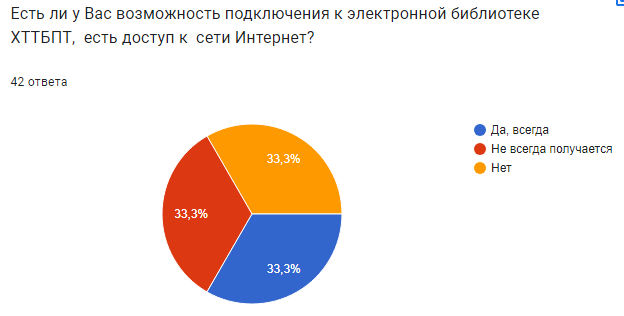 Есть ли у Вас возможность подключения к электронной библиотеке
ХТТБПТ, есть доступ к сети Интернет?
42 ответа
Да, всегда
Не всегда получается
Нет
33,3%
33,3%
33,3%